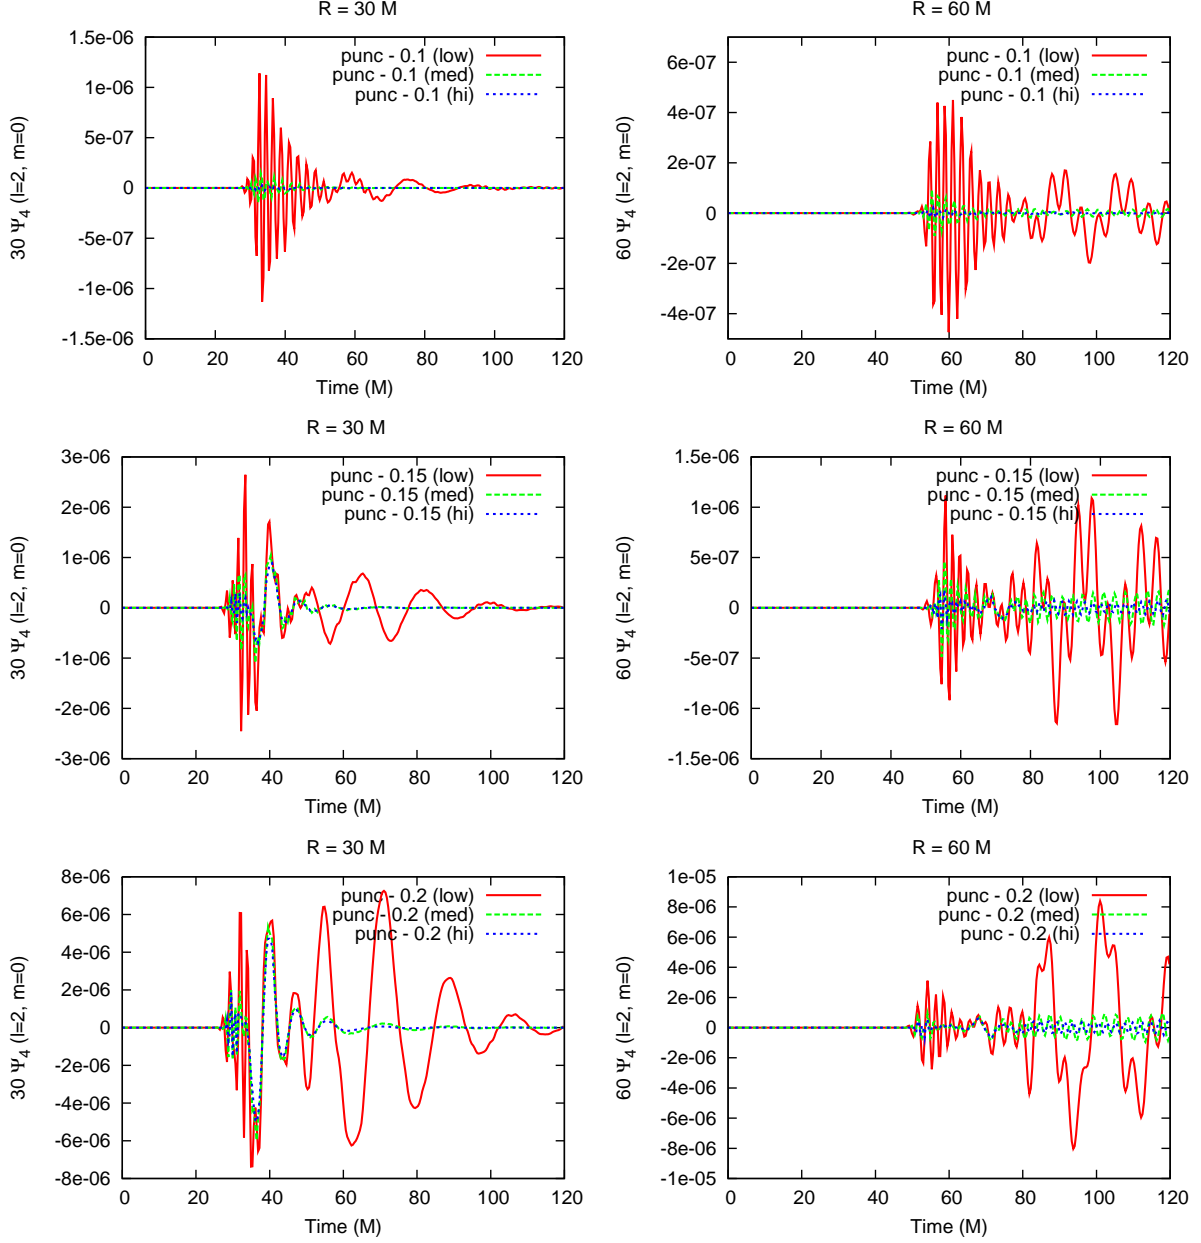 R = 30 M
30 Ψ4 (l=2, m=0)
1.5e-06
1e-06
5e-07
0
-5e-07
-1e-06
-1.5e-06
punc - 0.1 (low)
punc - 0.1 (med)
punc - 0.1 (hi)
0 20 40 60 80 100 120
Time (M)
R = 60 M
60 Ψ4 (l=2, m=0)
6e-07
4e-07
2e-07
0
-2e-07
-4e-07
punc - 0.1 (low)
punc - 0.1 (med)
punc - 0.1 (hi)
0 20 40 60 80 100 120
Time (M)
R = 30 M
30 Ψ4 (l=2, m=0)
3e-06
2e-06
1e-06
0
-1e-06
-2e-06
-3e-06
punc - 0.15 (low)
punc - 0.15 (med)
punc - 0.15 (hi)
0 20 40 60 80 100 120
Time (M)
R = 60 M
60 Ψ4 (l=2, m=0)
1.5e-06
1e-06
5e-07
0
-5e-07
-1e-06
-1.5e-06
punc - 0.15 (low)
punc - 0.15 (med)
punc - 0.15 (hi)
0 20 40 60 80 100 120
Time (M)
R = 30 M
30 Ψ4 (l=2, m=0)
8e-06
6e-06
4e-06
2e-06
0
-2e-06
-4e-06
-6e-06
-8e-06
punc - 0.2 (low)
punc - 0.2 (med)
punc - 0.2 (hi)
0 20 40 60 80 100 120
Time (M)
R = 60 M
60 Ψ4 (l=2, m=0)
1e-05
8e-06
6e-06
4e-06
2e-06
0
-2e-06
-4e-06
-6e-06
-8e-06
-1e-05
punc - 0.2 (low)
punc - 0.2 (med)
punc - 0.2 (hi)
0 20 40 60 80 100 120
Time (M)